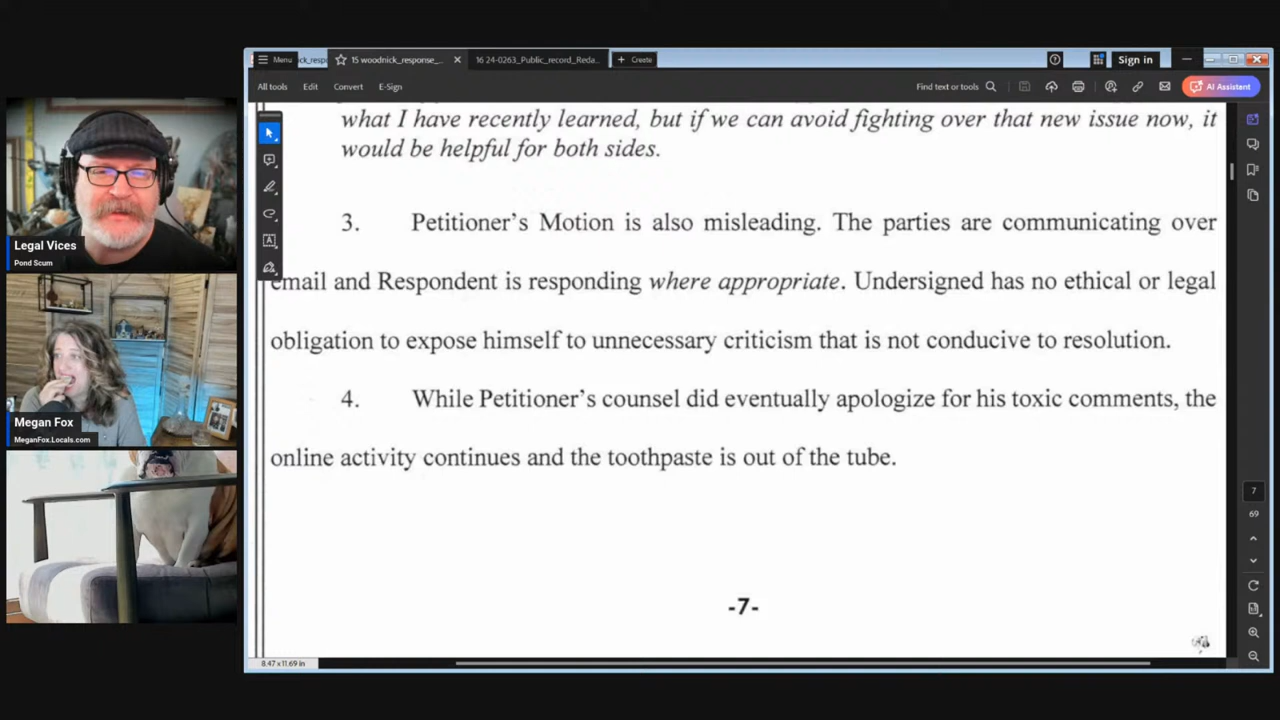 Menu
ck_resp
15 woodnick_response_...
16 24-0263_Public_record_Reda...
Create
Sign in
All tools
Edit
Convert
E-Sign
Find text or tools
AI Assistant
what I have recently learned, but if we can avoid fighting over that new issue now, it
would be helpful for both sides.
3. Petitioner's Motion is also misleading. The parties are communicating over
email and Respondent is responding where appropriate. Undersigned has no ethical or legal
obligation to expose himself to unnecessary criticism that is not conducive to resolution.
4. While Petitioner's counsel did eventually apologize for his toxic comments, the
online activity continues and the toothpaste is out of the tube.
-7-
7
69
8.47 x 11.69 in
Legal Vices
Pond Scum
Megan Fox
MeganFox.Locals.com